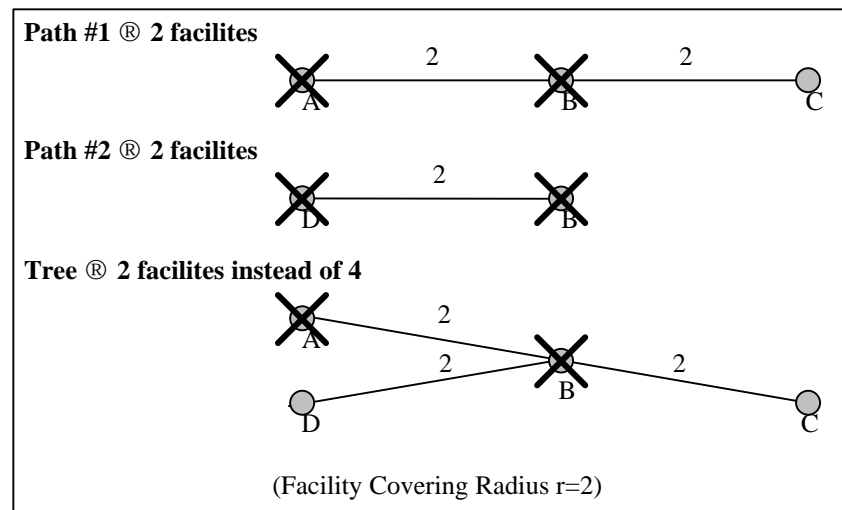 Path #1 ® 2 facilites
2 2
A B C
Path #2 ® 2 facilites
2
D B
Tree ® 2 facilites instead of 4
2
A
2 2
B
D C
(Facility Covering Radius r=2)